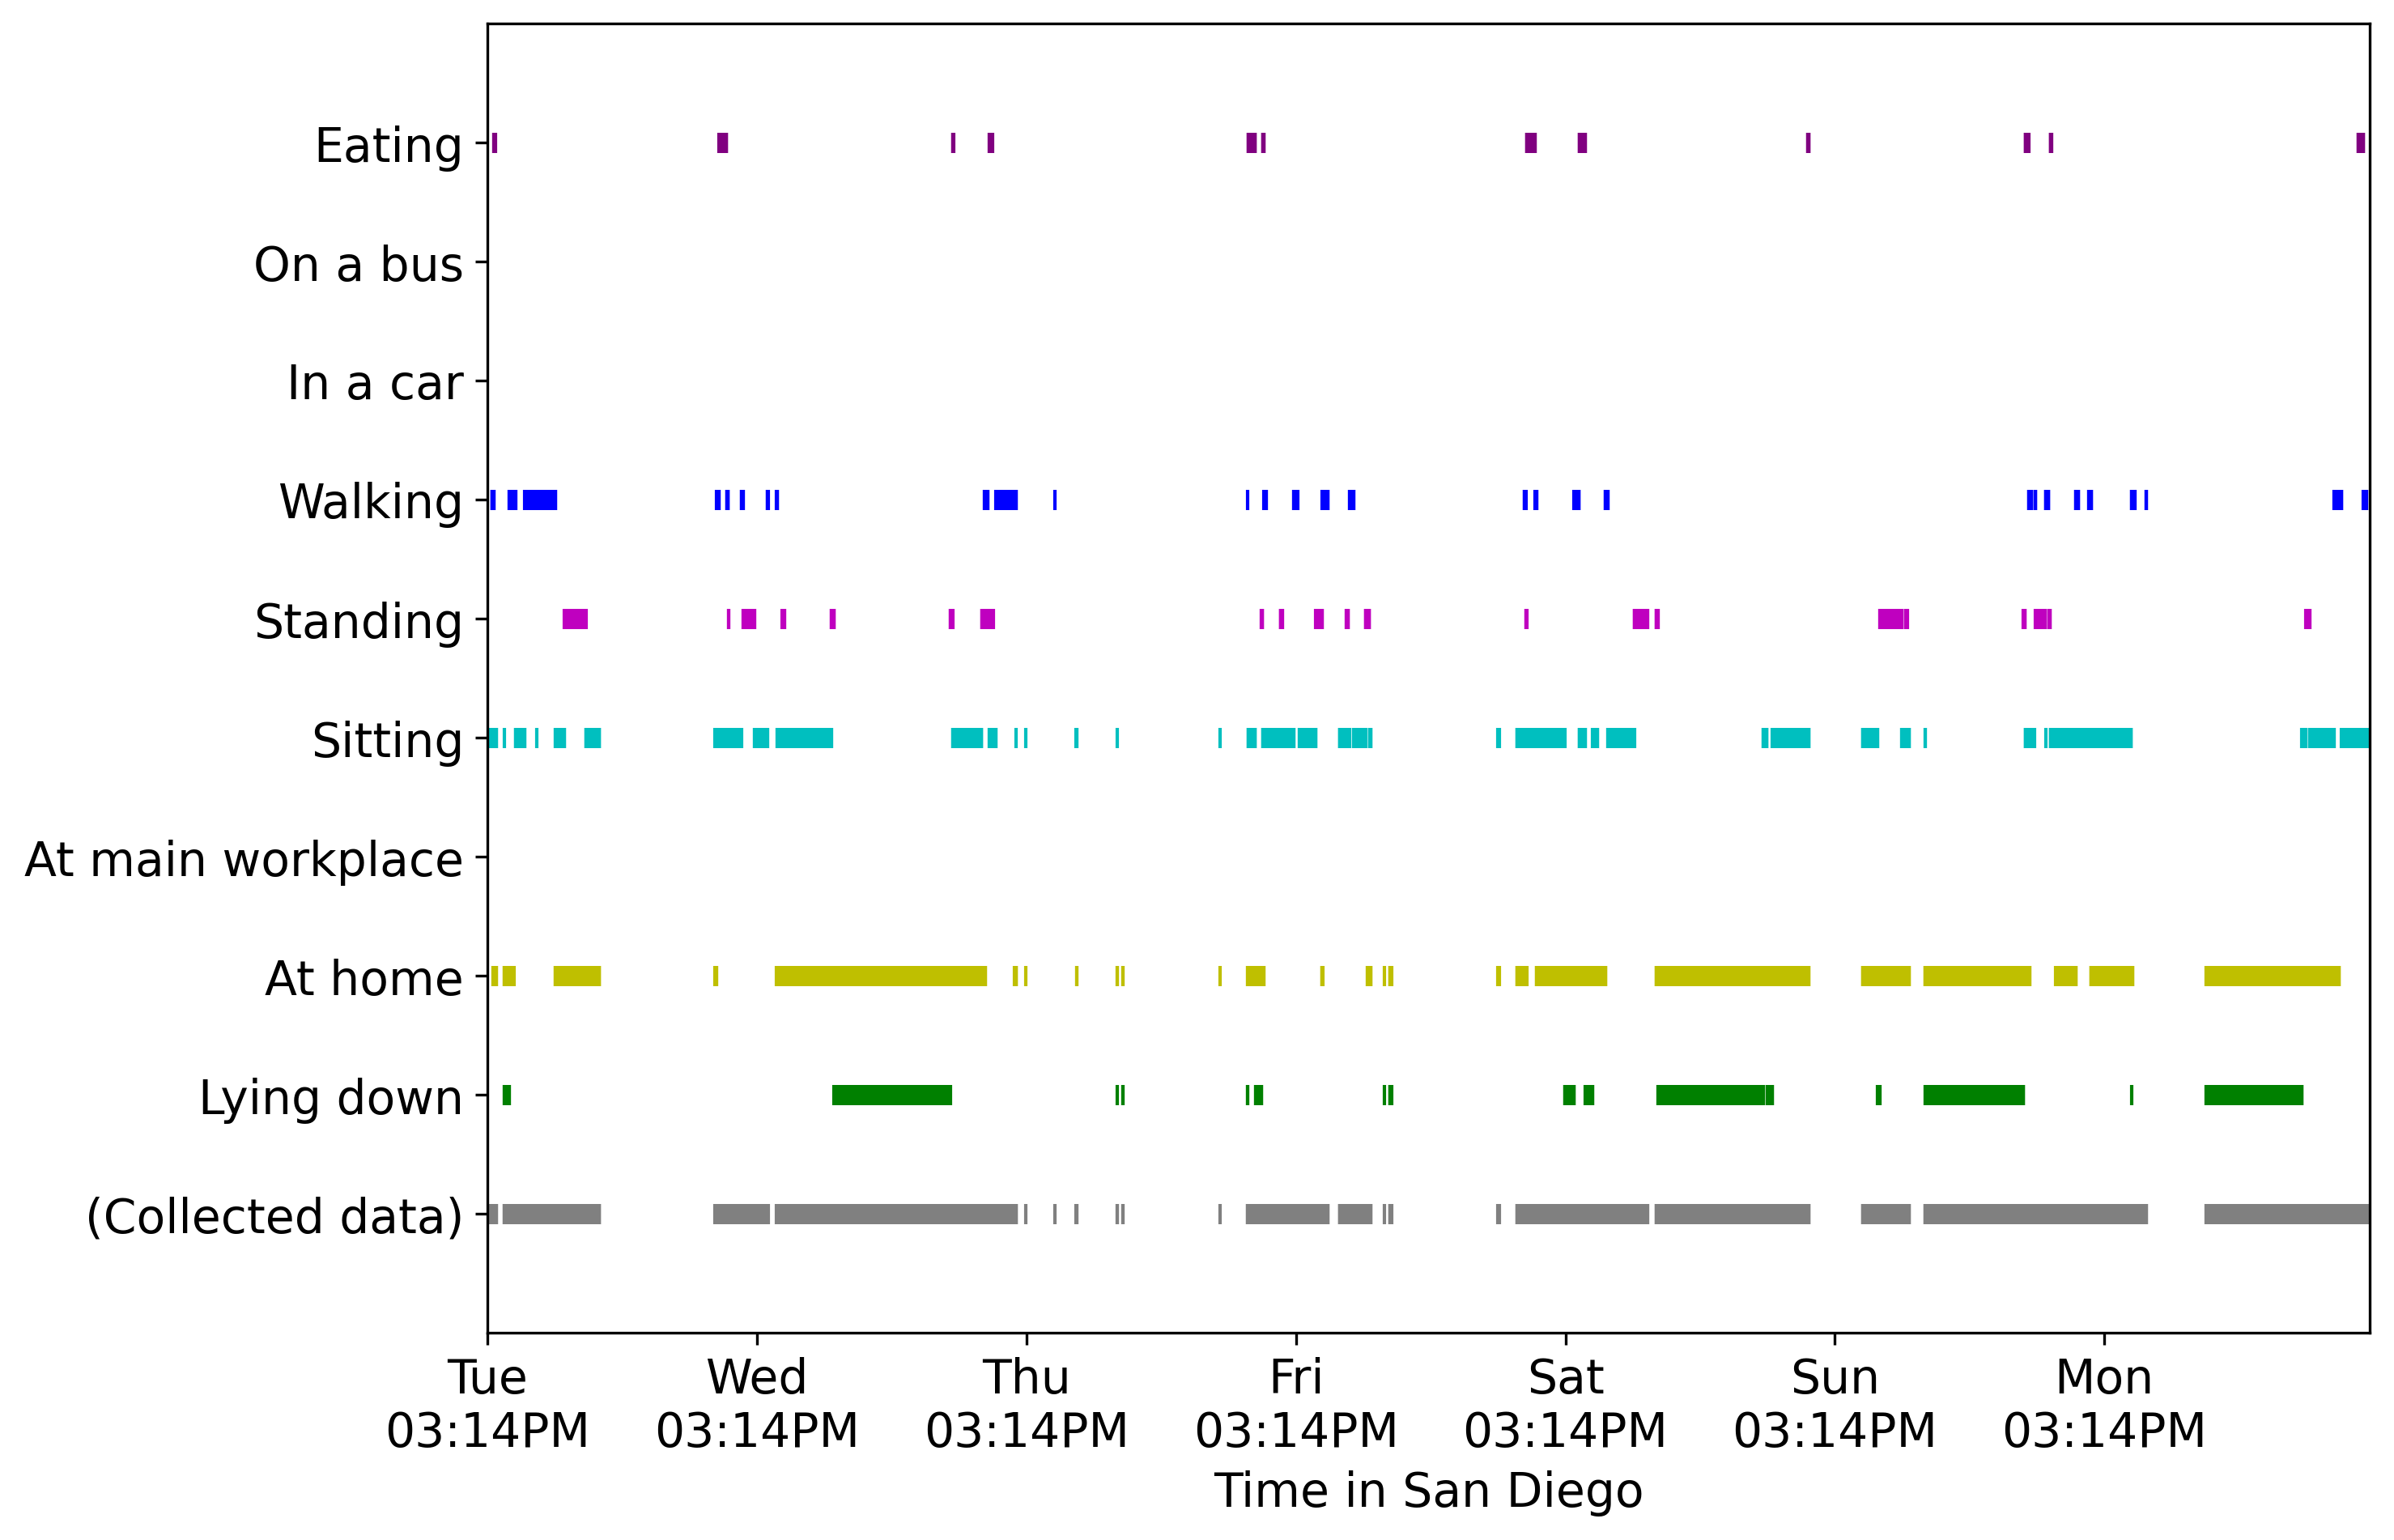 Eating
On a bus
In a car
Walking
Standing
Sitting
At main workplace
At home
Lying down
(Collected data)
Tue Wed Thu Fri Sat Sun Mon
03:14PM 03:14PM 03:14PM 03:14PM 03:14PM 03:14PM 03:14PM
Time in San Diego